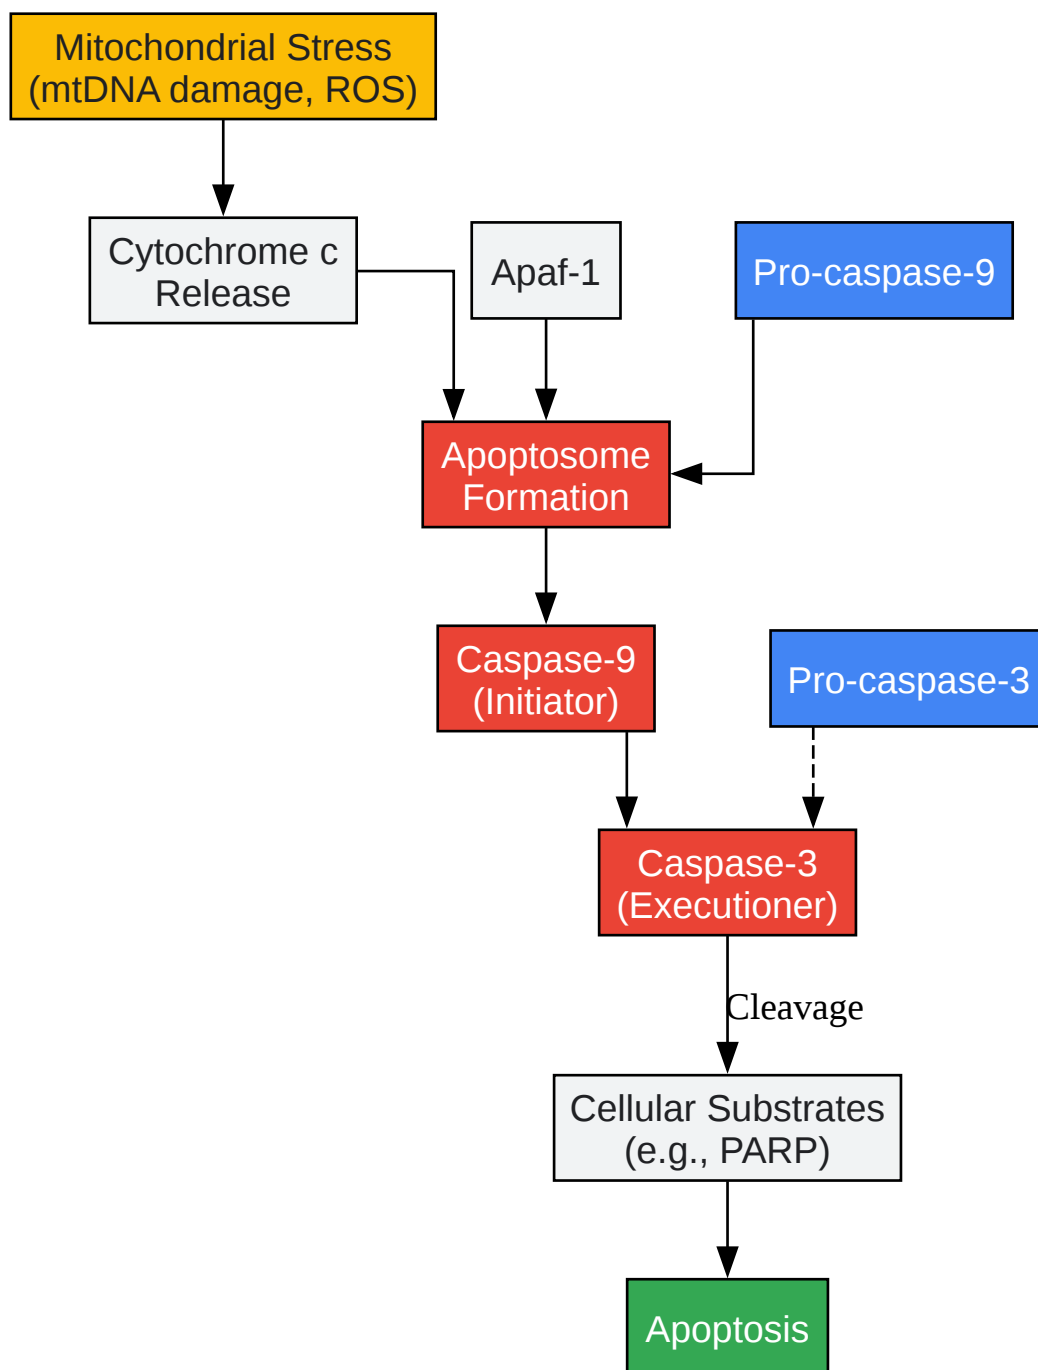 Mitochondrial Stress
(mtDNA damage, ROS)
Cytochrome c
Release
Apaf-1
Pro-caspase-9
Apoptosome
Formation
Caspase-9
(Initiator)
Pro-caspase-3
Caspase-3
(Executioner)
Cleavage
Cellular Substrates
(e.g., PARP)
Apoptosis